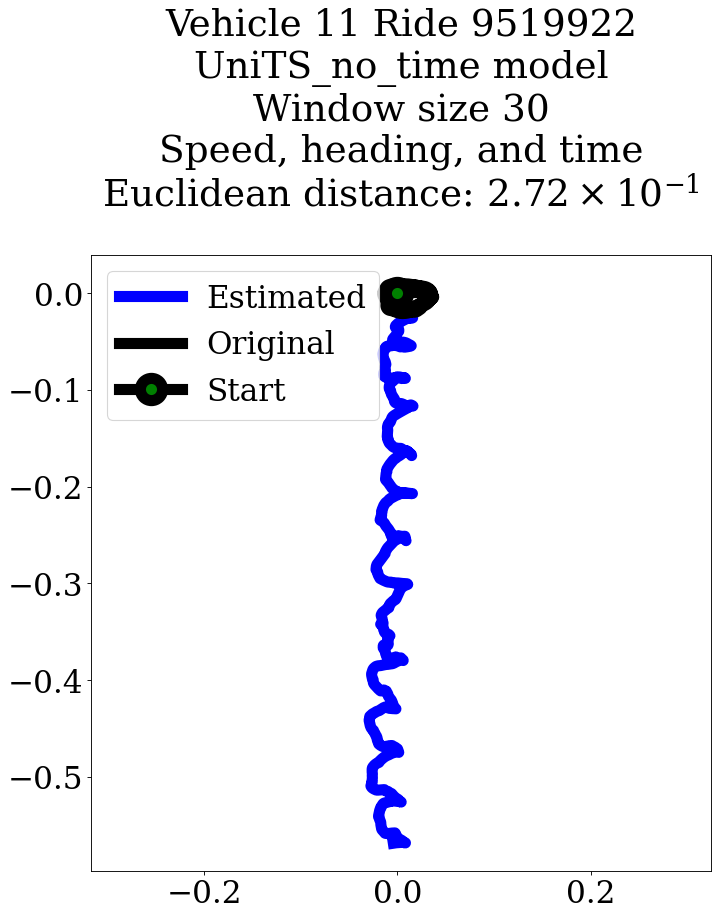 Vehicle 11 Ride 9519922
UniTS_no_time model
Window size 30
Speed, heading, and time
Euclidean distance: 2.72 × 10⁻¹
Estimated
Original
Start
0.0
−0.1
−0.2
−0.3
−0.4
−0.5
−0.2 0.0 0.2